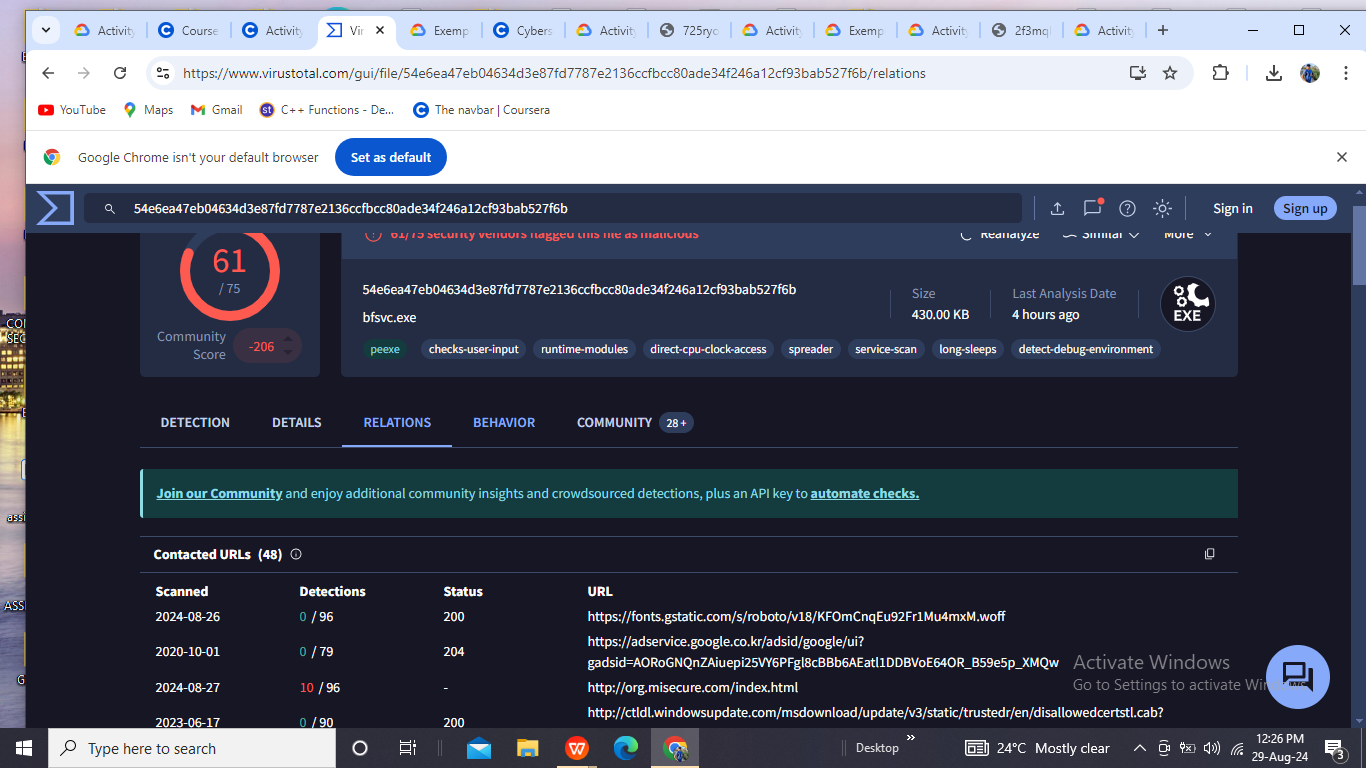 Activity
Course
Activity
Vir
Exemp
Cybers
Activity
725ryc
Activity
Exemp
Activity
2f3mq
Activity
https://www.virustotal.com/gui/file/54e6ea47eb04634d3e87fd7787e2136ccfbcc80ade34f246a12cf93bab527f6b/relations
YouTube
Maps
Gmail
C++ Functions - De...
The navbar | Coursera
Google Chrome isn't your default browser
Set as default
54e6ea47eb04634d3e87fd7787e2136ccfbcc80ade34f246a12cf93bab527f6b
Sign in
Sign up
61
/ 75
Community
Score
-206
61/75 security vendors flagged this file as malicious
Reanalyze
Similar
More
54e6ea47eb04634d3e87fd7787e2136ccfbcc80ade34f246a12cf93bab527f6b
bfsvc.exe
Size
430.00 KB
Last Analysis Date
4 hours ago
EXE
peexe
checks-user-input
runtime-modules
direct-cpu-clock-access
spreader
service-scan
long-sleeps
detect-debug-environment
DETECTION
DETAILS
RELATIONS
BEHAVIOR
COMMUNITY
28 +
Join our Community and enjoy additional community insights and crowdsourced detections, plus an API key to automate checks.
Contacted URLs (48)
Scanned Detections Status URL
2024-08-26 0 / 96 200 https://fonts.gstatic.com/s/roboto/v18/KFOmCnqEu92Fr1Mu4mxM.woff
2020-10-01 0 / 79 204 https://adservice.google.co.kr/adsid/google/ui?
gadsid=AORoGNQnZAiuepi25VY6PFgl8cBBb6AEatl1DDBVoE64OR_B59e5p_XMQw
2024-08-27 10 / 96 - http://org.misecure.com/index.html
2023-06-17 0 / 90 200 http://ctldl.windowsupdate.com/msdownload/update/v3/static/trustedr/en/disallowedcertstl.cab?
Activate Windows
Go to Settings to activate Windows.
Type here to search
Desktop
24°C Mostly clear
12:26 PM
29-Aug-24
3